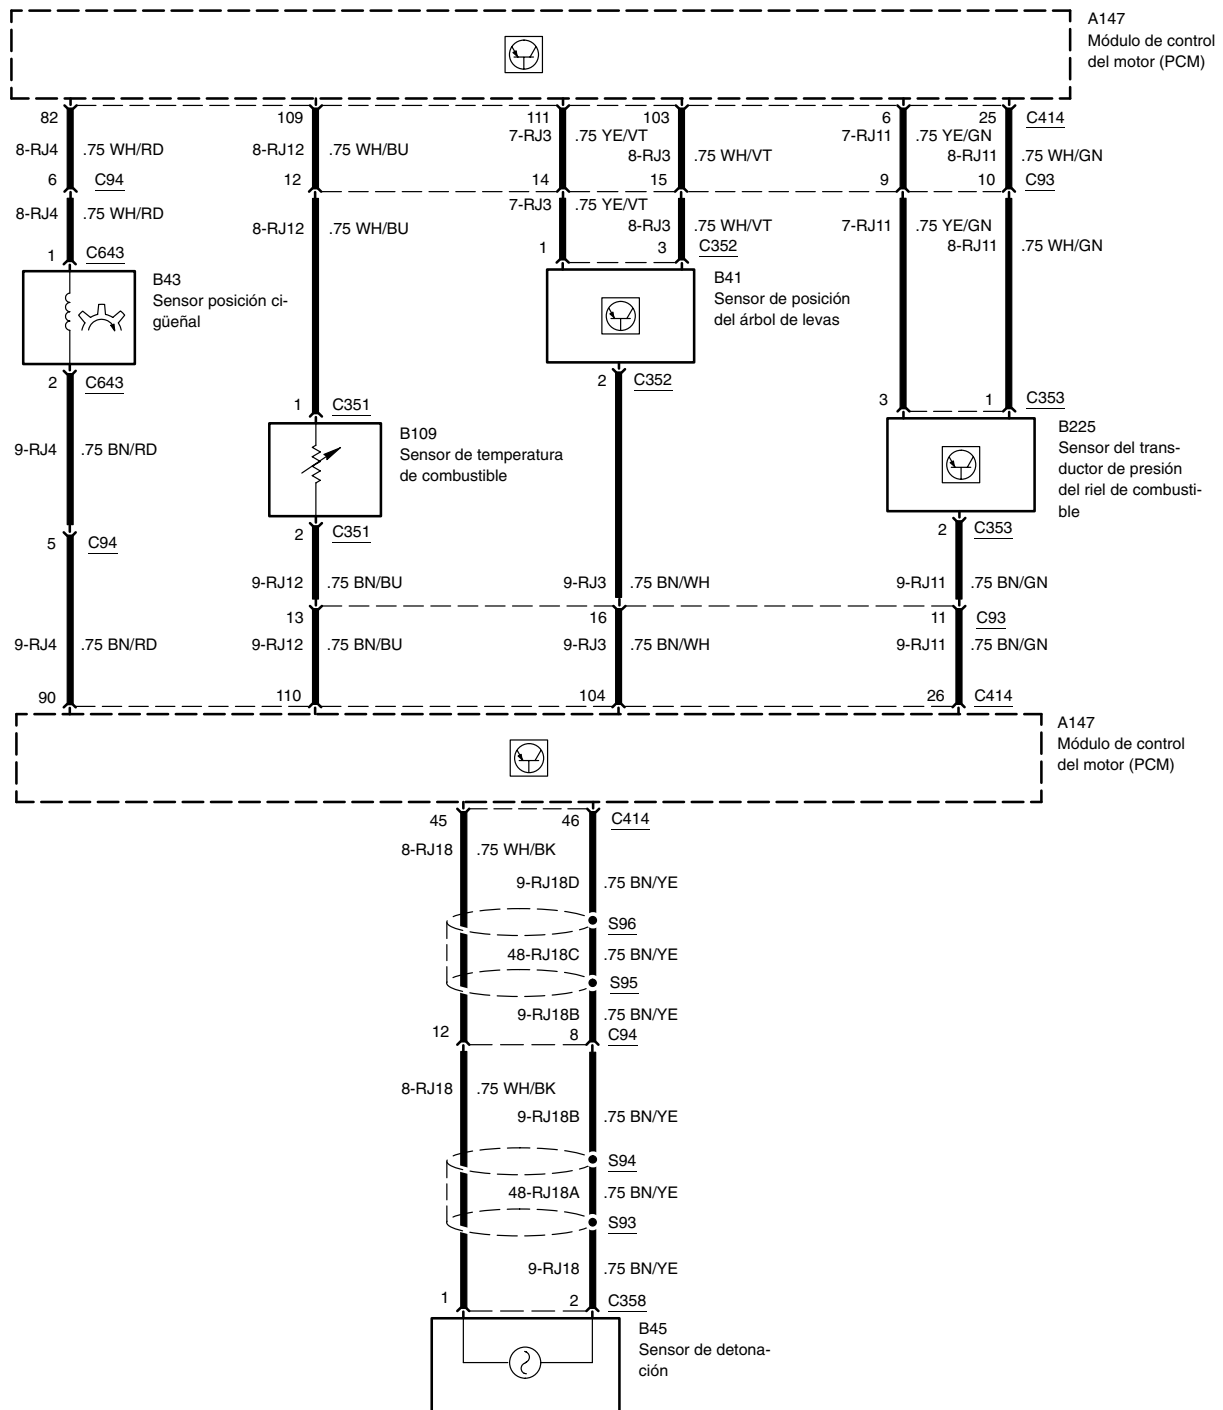 A147
Módulo de control
del motor (PCM)
82 109 111 103 6 25 C414
7-RJ3 .75 YE/VT 7-RJ11 .75 YE/GN
8-RJ4 .75 WH/RD 8-RJ12 .75 WH/BU 8-RJ3 .75 WH/VT 8-RJ11 .75 WH/GN
6 C94 12 14 15 9 10 C93
7-RJ3 .75 YE/VT
8-RJ4 .75 WH/RD 8-RJ12 .75 WH/BU 8-RJ3 .75 WH/VT 7-RJ11 .75 YE/GN
8-RJ11 .75 WH/GN
1 C643 1 3 C352
B43
Sensor posición ci-
güeñal
B41
Sensor de posición
del árbol de levas
2 C643 2 C352
1 C351 3 1 C353
9-RJ4 .75 BN/RD
B109
Sensor de temperatura
de combustible
B225
Sensor del trans-
ductor de presión
del riel de combusti-
ble
5 C94 2 C351 2 C353
9-RJ12 .75 BN/BU 9-RJ3 .75 BN/WH 9-RJ11 .75 BN/GN
13 16 11 C93
9-RJ4 .75 BN/RD 9-RJ12 .75 BN/BU 9-RJ3 .75 BN/WH 9-RJ11 .75 BN/GN
90 110 104 26 C414
A147
Módulo de control
del motor (PCM)
45 46 C414
8-RJ18 .75 WH/BK
9-RJ18D .75 BN/YE
S96
48-RJ18C .75 BN/YE
S95
9-RJ18B .75 BN/YE
12 8 C94
8-RJ18 .75 WH/BK
9-RJ18B .75 BN/YE
S94
48-RJ18A .75 BN/YE
S93
9-RJ18 .75 BN/YE
1 2 C358
B45
Sensor de detona-
ción